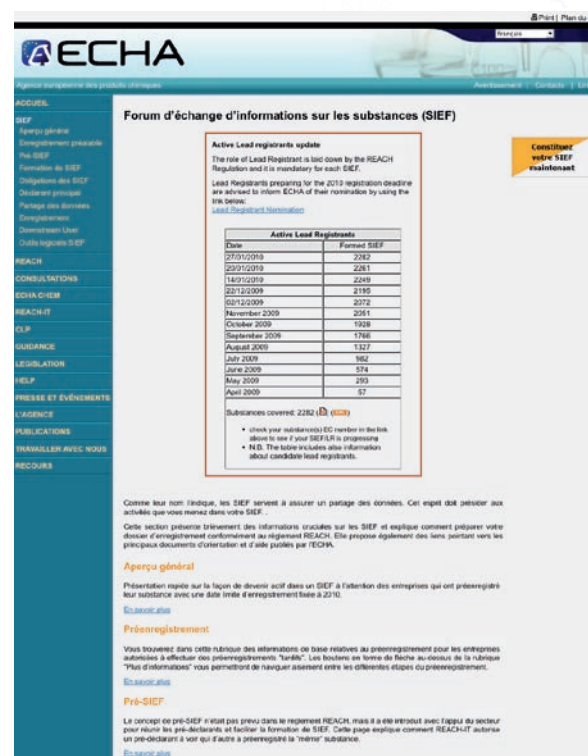 Print | Plan du
français
ECHA
Agence européenne des produits chimiques
Avertissement | Contacts |
ACCUEIL
SIEF
Aperçu général
Enregistrement préalable
Pré-SIEF
Formation du SIEF
Obligations des SIEF
Déclarant principal
Partage des données
Enregistrement
Downstream User
Outils logiciels SIEF
REACH
CONSULTATIONS
ECHA CHEM
REACH-IT
CLP
GUIDANCE
LEGISLATION
HELP
PRESSE ET ÉVÉNEMENTS
L'AGENCE
PUBLICATIONS
TRAVAILLER AVEC NOUS
RECOURS
Forum d'échange d'informations sur les substances (SIEF)
Active Lead registrants update
The role of Lead Registrant is laid down by the REACH
Regulation and it is mandatory for each SIEF.
Lead Registrants preparing for the 2010 registration deadline
are advised to inform ECHA of their nomination by using the
link below:
Lead Registrant Nomination
Active Lead Registrants
Date Formed SIEF
27/01/2010 2282
20/01/2010 2261
14/01/2010 2249
22/12/2009 2195
02/12/2009 2072
November 2009 2051
October 2009 1928
September 2009 1766
August 2009 1327
July 2009 982
June 2009 574
May 2009 293
April 2009 57
Substances covered: 2282
check your substance(s) EC number in the link
above to see if your SIEF/LR is progressing
N.B. The table includes also information
about candidate lead registrants.
Constituez
votre SIEF
maintenant
Comme leur nom l'indique, les SIEF servent à assurer un partage des données. Cet esprit doit présider aux
activités que vous menez dans votre SIEF. .
Cette section présente brièvement des informations cruciales sur les SIEF et explique comment préparer votre
dossier d'enregistrement conformément au règlement REACH. Elle propose également des liens pointant vers les
principaux documents d'orientation et d'aide publiés par l'ECHA.
Aperçu général
Présentation rapide sur la façon de devenir actif dans un SIEF à l'attention des entreprises qui ont préenregistré
leur substance avec une date limite d'enregistrement fixée à 2010.
En savoir plus
Préenregistrement
Vous trouverez dans cette rubrique des informations de base relatives au préenregistrement pour les entreprises
autorisées à effectuer des préenregistrements "tardifs". Les boutons en forme de flèche au-dessus de la rubrique
"Plus d'informations" vous permettront de naviguer aisément entre les différentes étapes du préenregistrement.
En savoir plus
Pré-SIEF
Le concept de pré-SIEF n'était pas prévu dans le règlement REACH, mais il a été introduit avec l'appui du secteur
pour réunir les pré-déclarants et faciliter la formation de SIEF. Cette page explique comment REACH-IT autorise
un pré-déclarant à voir qui d'autre a préenregistré la "même" substance.
En savoir plus